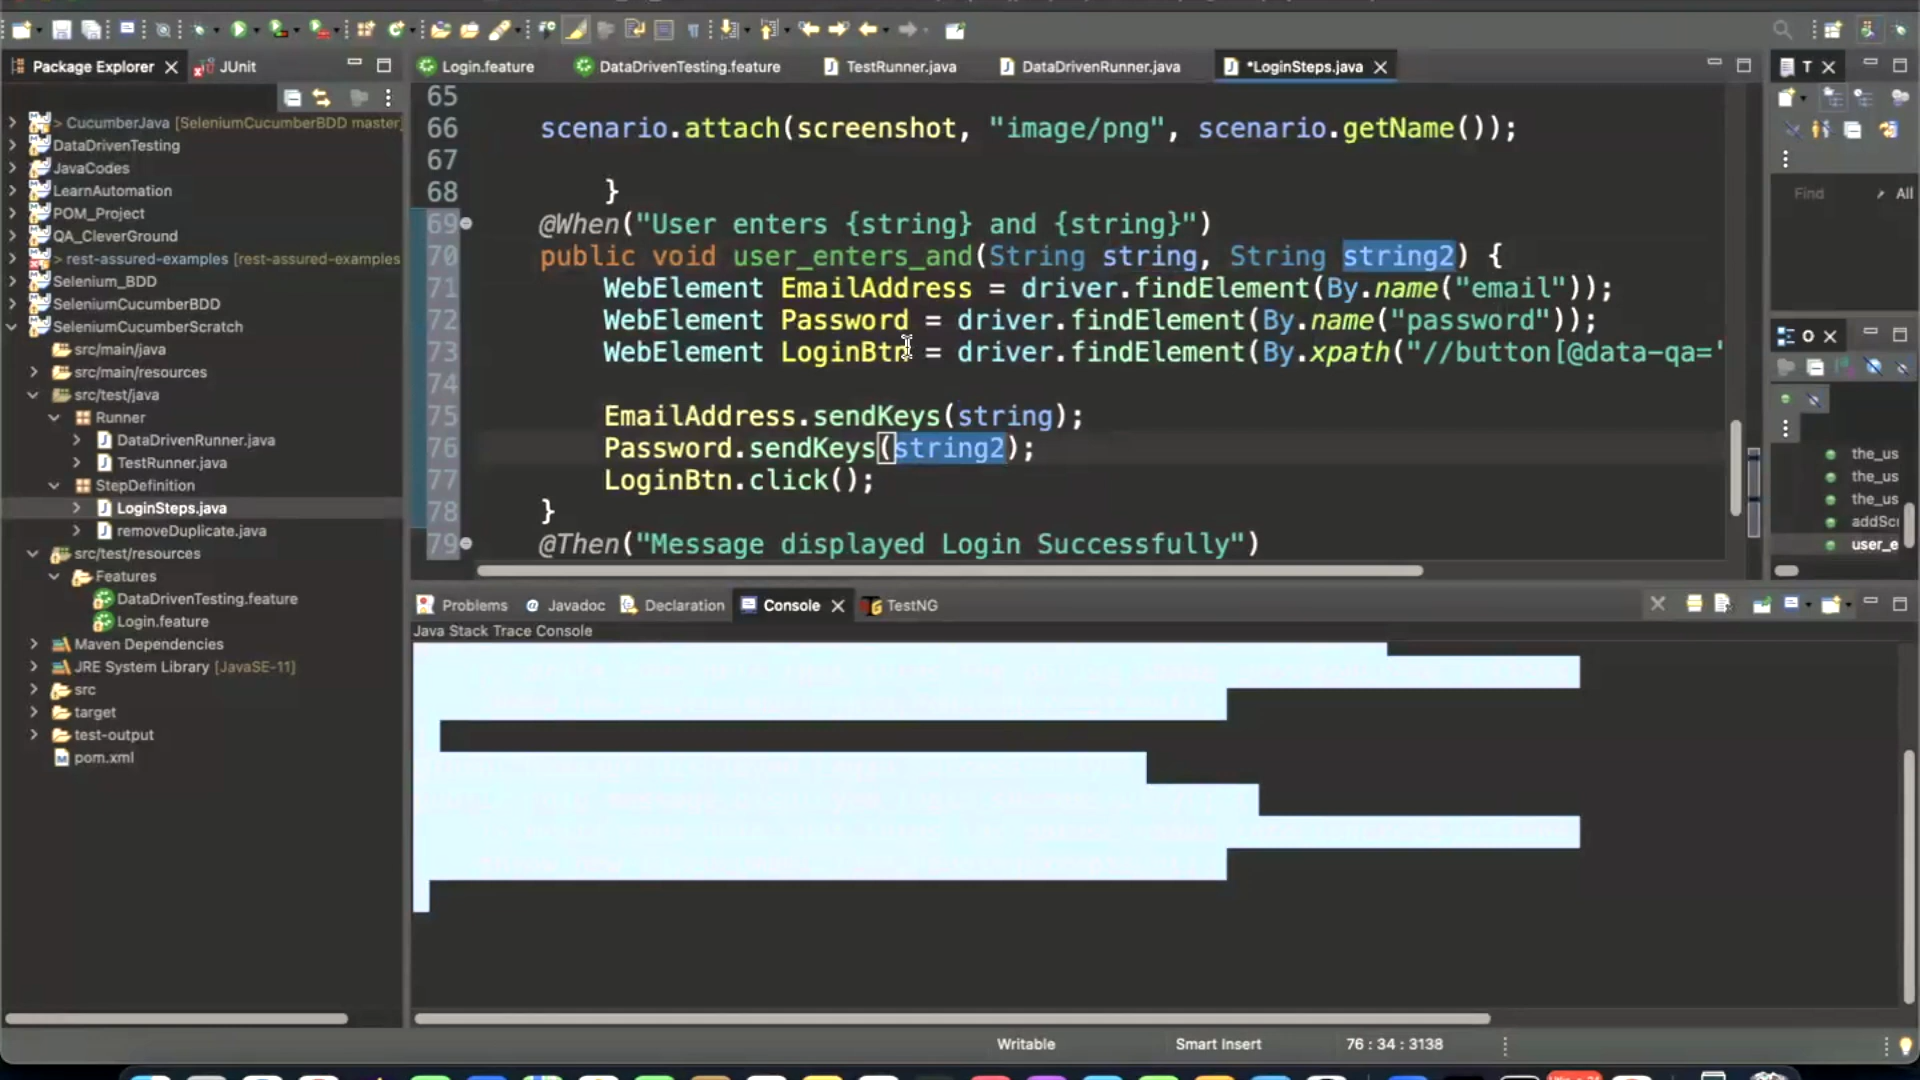 Package Explorer
JUnit
Login.feature
DataDrivenTesting.feature
TestRunner.java
DataDrivenRunner.java
*LoginSteps.java
T
> CucumberJava [SeleniumCucumberBDD master,
DataDrivenTesting
JavaCodes
LearnAutomation
POM_Project
QA_CleverGround
> rest-assured-examples [rest-assured-examples
Selenium_BDD
SeleniumCucumberBDD
SeleniumCucumberScratch
src/main/java
src/main/resources
src/test/java
Runner
DataDrivenRunner.java
TestRunner.java
StepDefinition
LoginSteps.java
removeDuplicate.java
src/test/resources
Features
DataDrivenTesting.feature
Login.feature
Maven Dependencies
JRE System Library [JavaSE-11]
src
target
test-output
pom.xml
65
66 scenario.attach(screenshot, "image/png", scenario.getName());
67
68 }
69 @When("User enters {string} and {string}")
70 public void user_enters_and(String string, String string2) {
71 WebElement EmailAddress = driver.findElement(By.name("email"));
72 WebElement Password = driver.findElement(By.name("password"));
73 WebElement LoginBtn = driver.findElement(By.xpath("//button[@data-qa='
74
75 EmailAddress.sendKeys(string);
76 Password.sendKeys(string2);
77 LoginBtn.click();
78 }
79 @Then("Message displayed Login Successfully")
Find
All
O
the_us
the_us
the_us
addScr
user_e
Problems
@ Javadoc
Declaration
Console
TestNG
Java Stack Trace Console
Writable
Smart Insert
76 : 34 : 3138